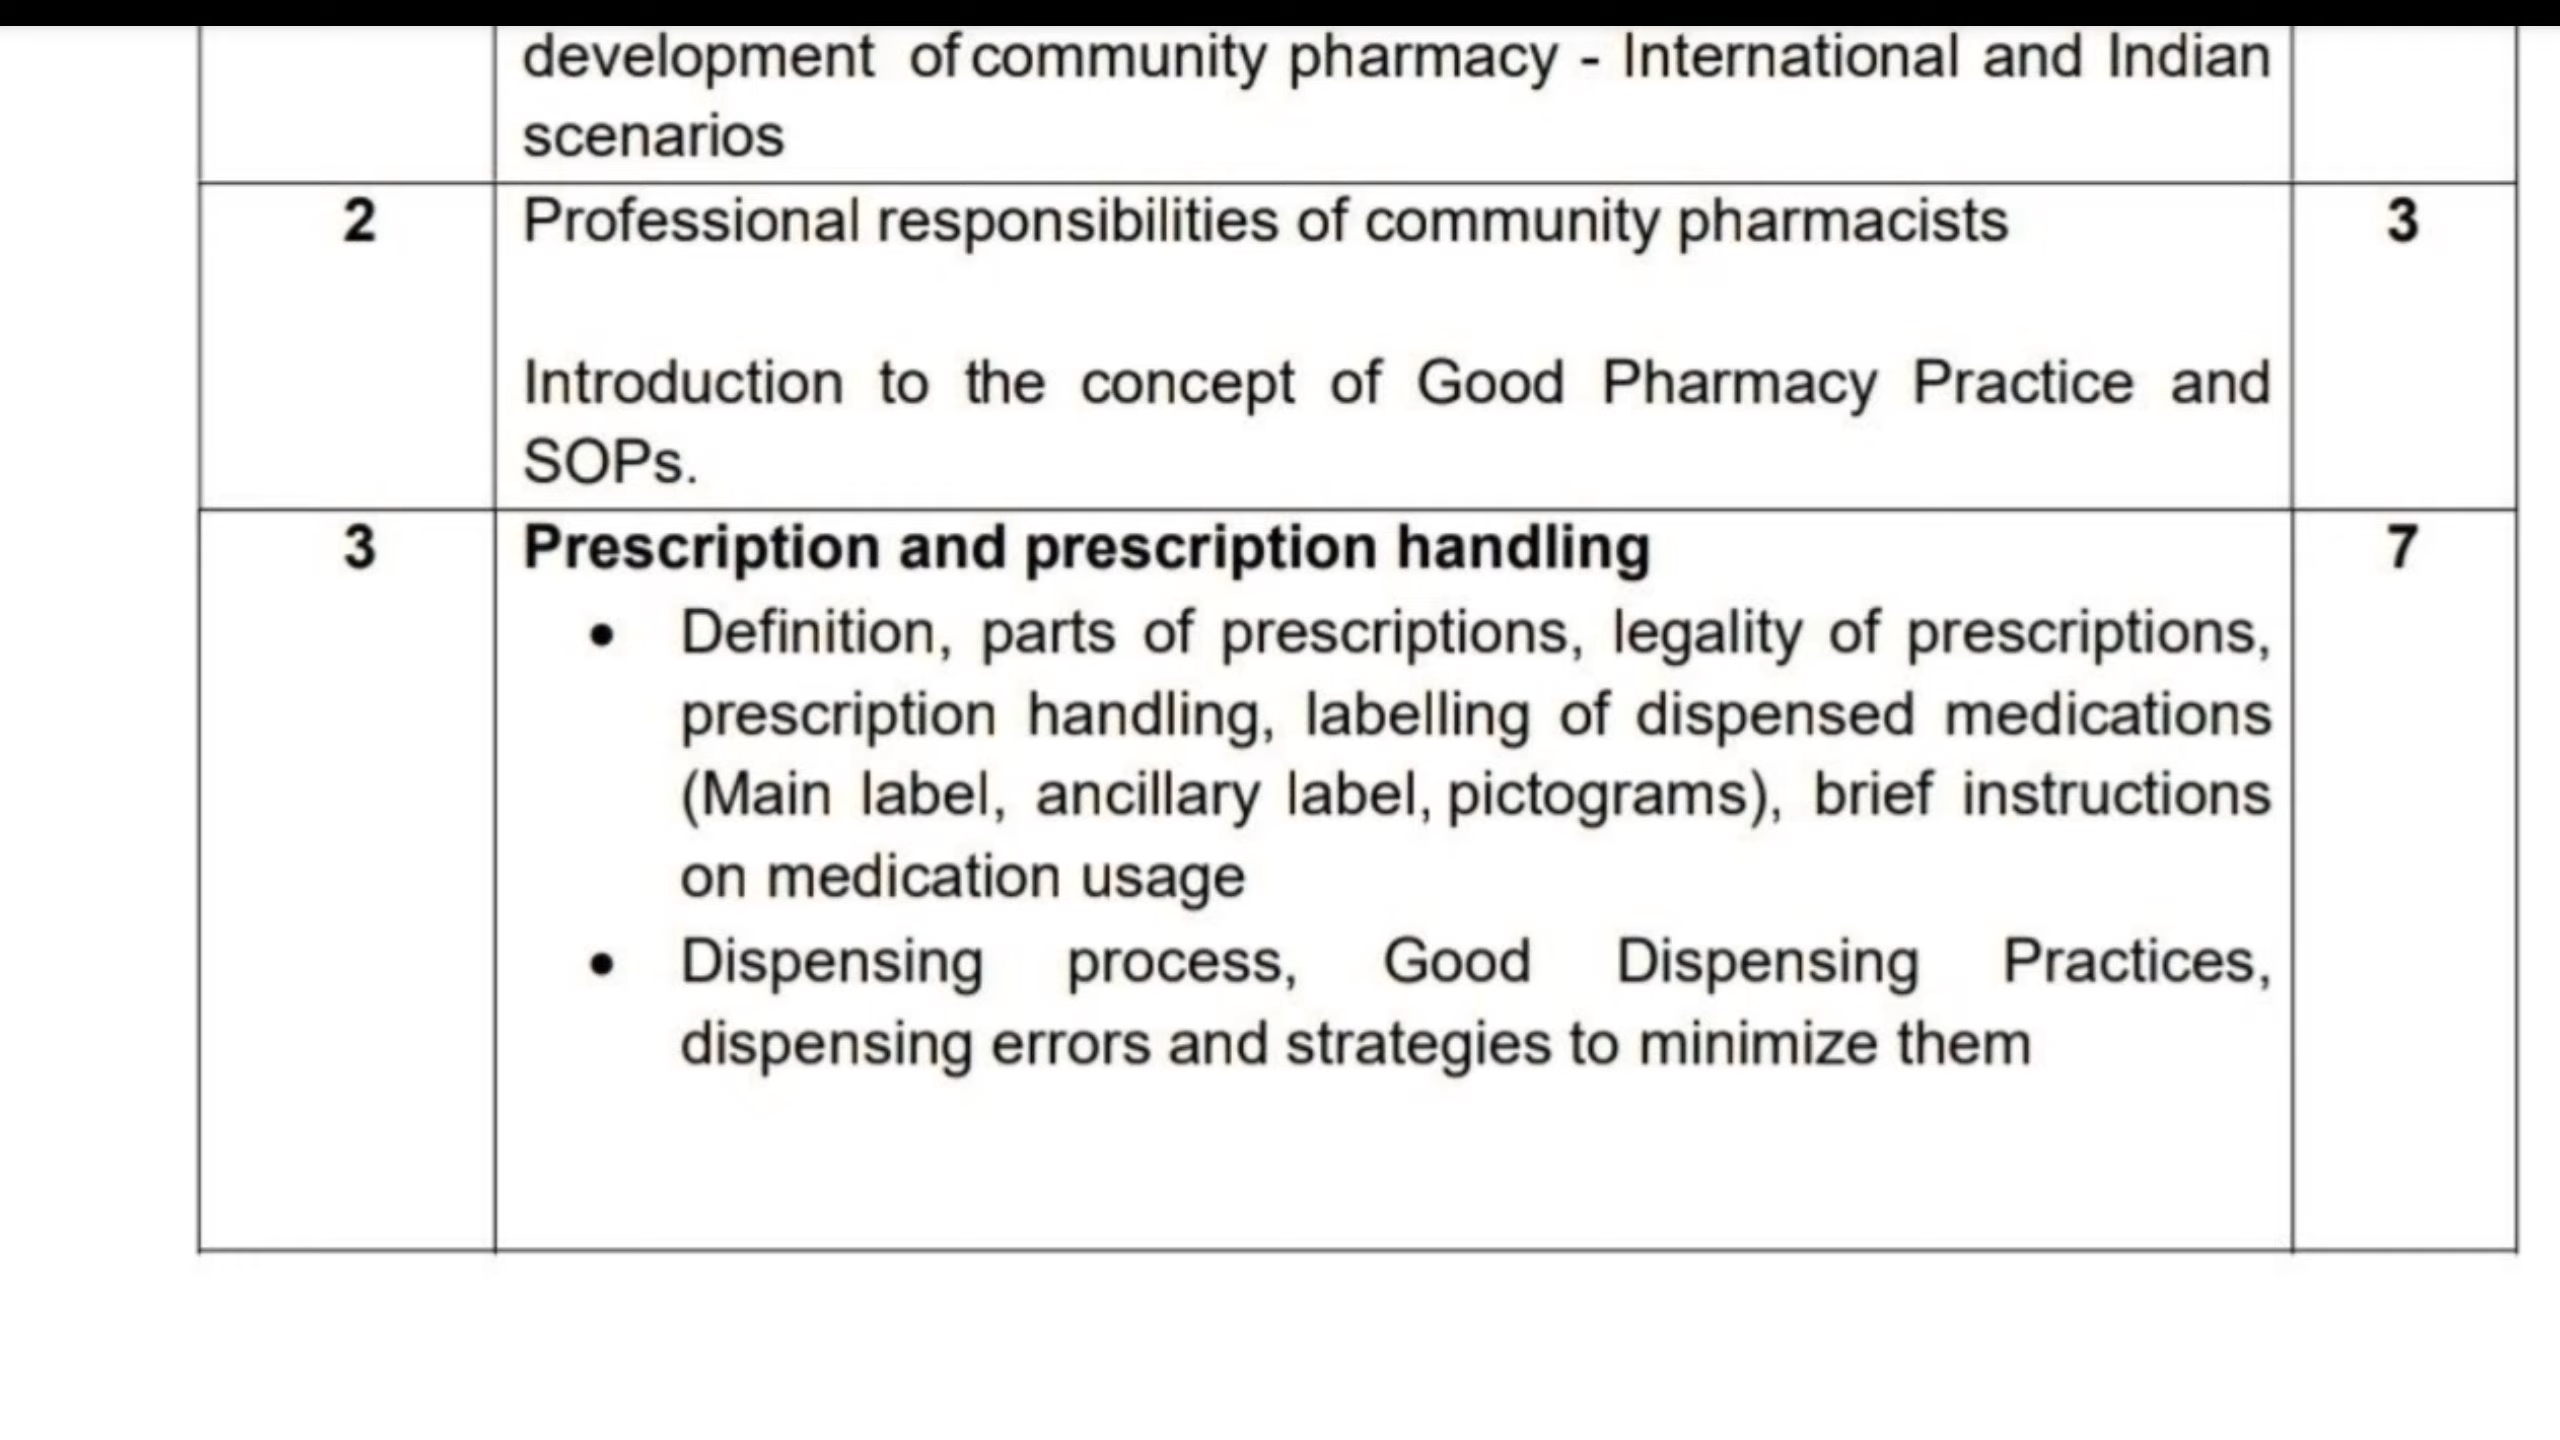 development of community pharmacy - International and Indian
scenarios
2 Professional responsibilities of community pharmacists 3
Introduction to the concept of Good Pharmacy Practice and
SOPs.
3 Prescription and prescription handling 7
• Definition, parts of prescriptions, legality of prescriptions,
prescription handling, labelling of dispensed medications
(Main label, ancillary label, pictograms), brief instructions
on medication usage
• Dispensing process, Good Dispensing Practices,
dispensing errors and strategies to minimize them